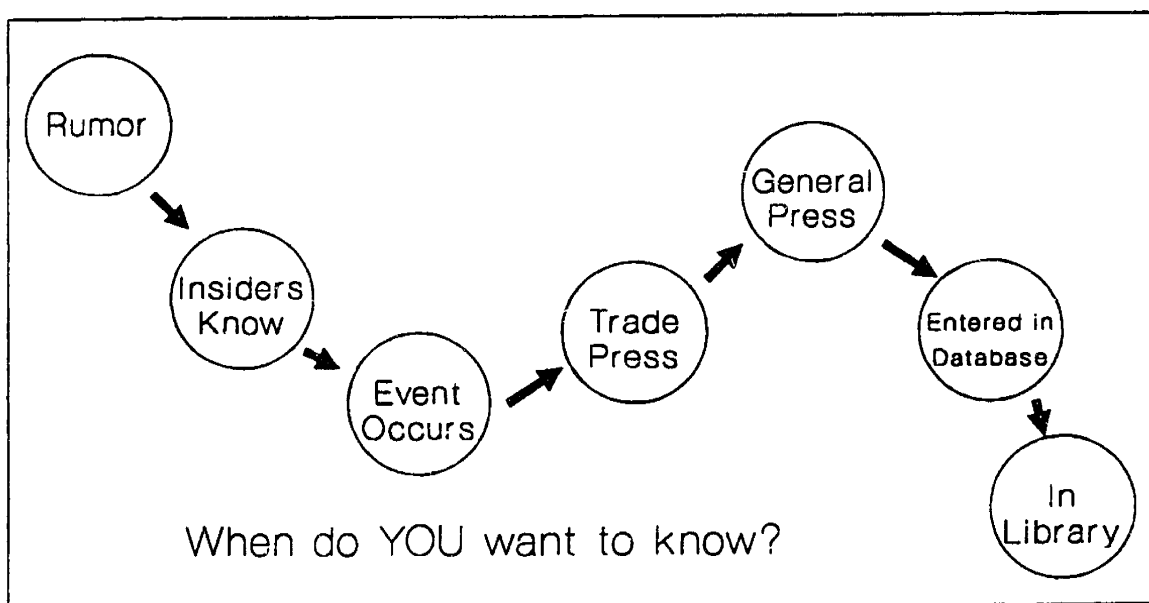 Rumor
Insiders
Know
Event
Occurs
Trade
Press
General
Press
Entered in
Database
In
Library
When do YOU want to know?